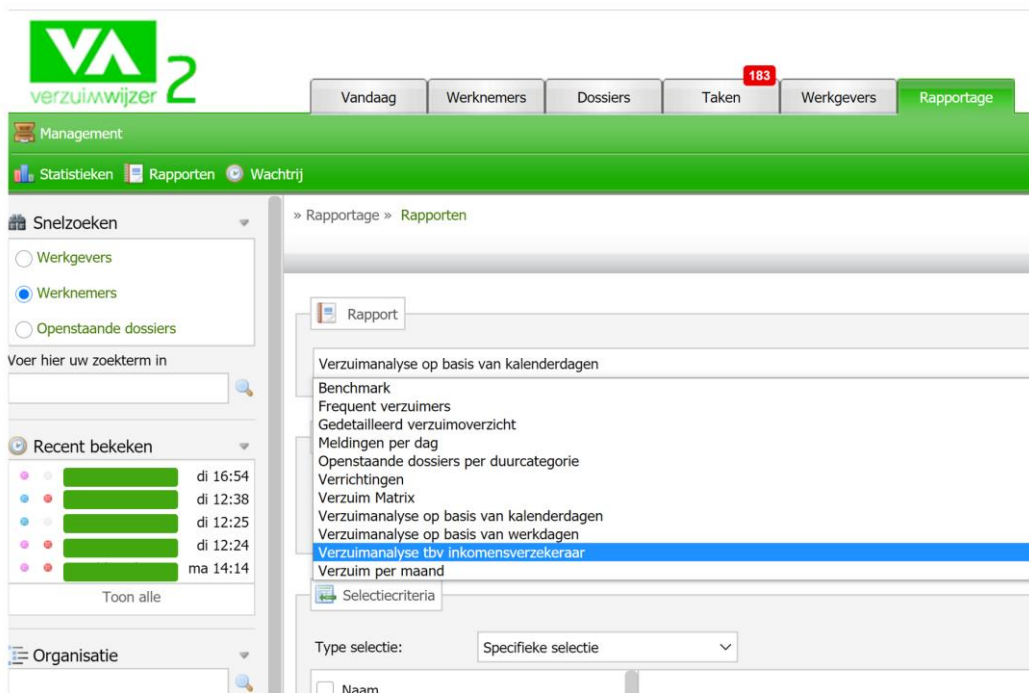 VA
verzuimwijzer 2
183
Vandaag Werknemers Dossiers Taken Werkgevers Rapportage
Management
Statistieken Rapporten Wachtrij
Snelzoeken
Werkgevers
Werknemers
Openstaande dossiers
Voer hier uw zoekterm in
Recent bekeken
di 16:54
di 12:38
di 12:25
di 12:24
ma 14:14
Toon alle
Organisatie
» Rapportage » Rapporten
Rapport
Verzuimanalyse op basis van kalenderdagen
Benchmark
Frequent verzuimers
Gedetailleerd verzuimoverzicht
Meldingen per dag
Openstaande dossiers per duurcategorie
Verrichtingen
Verzuim Matrix
Verzuimanalyse op basis van kalenderdagen
Verzuimanalyse op basis van werkdagen
Verzuimanalyse tbv inkomensverzekeraar
Verzuim per maand
Selectiecriteria
Type selectie: Specifieke selectie
Naam